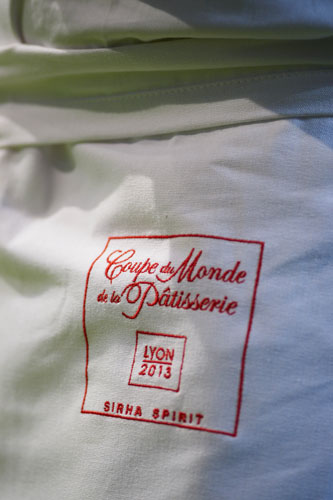 Coupe du Monde
de la Pâtisserie
LYON
2013
SIRHA SPIRIT